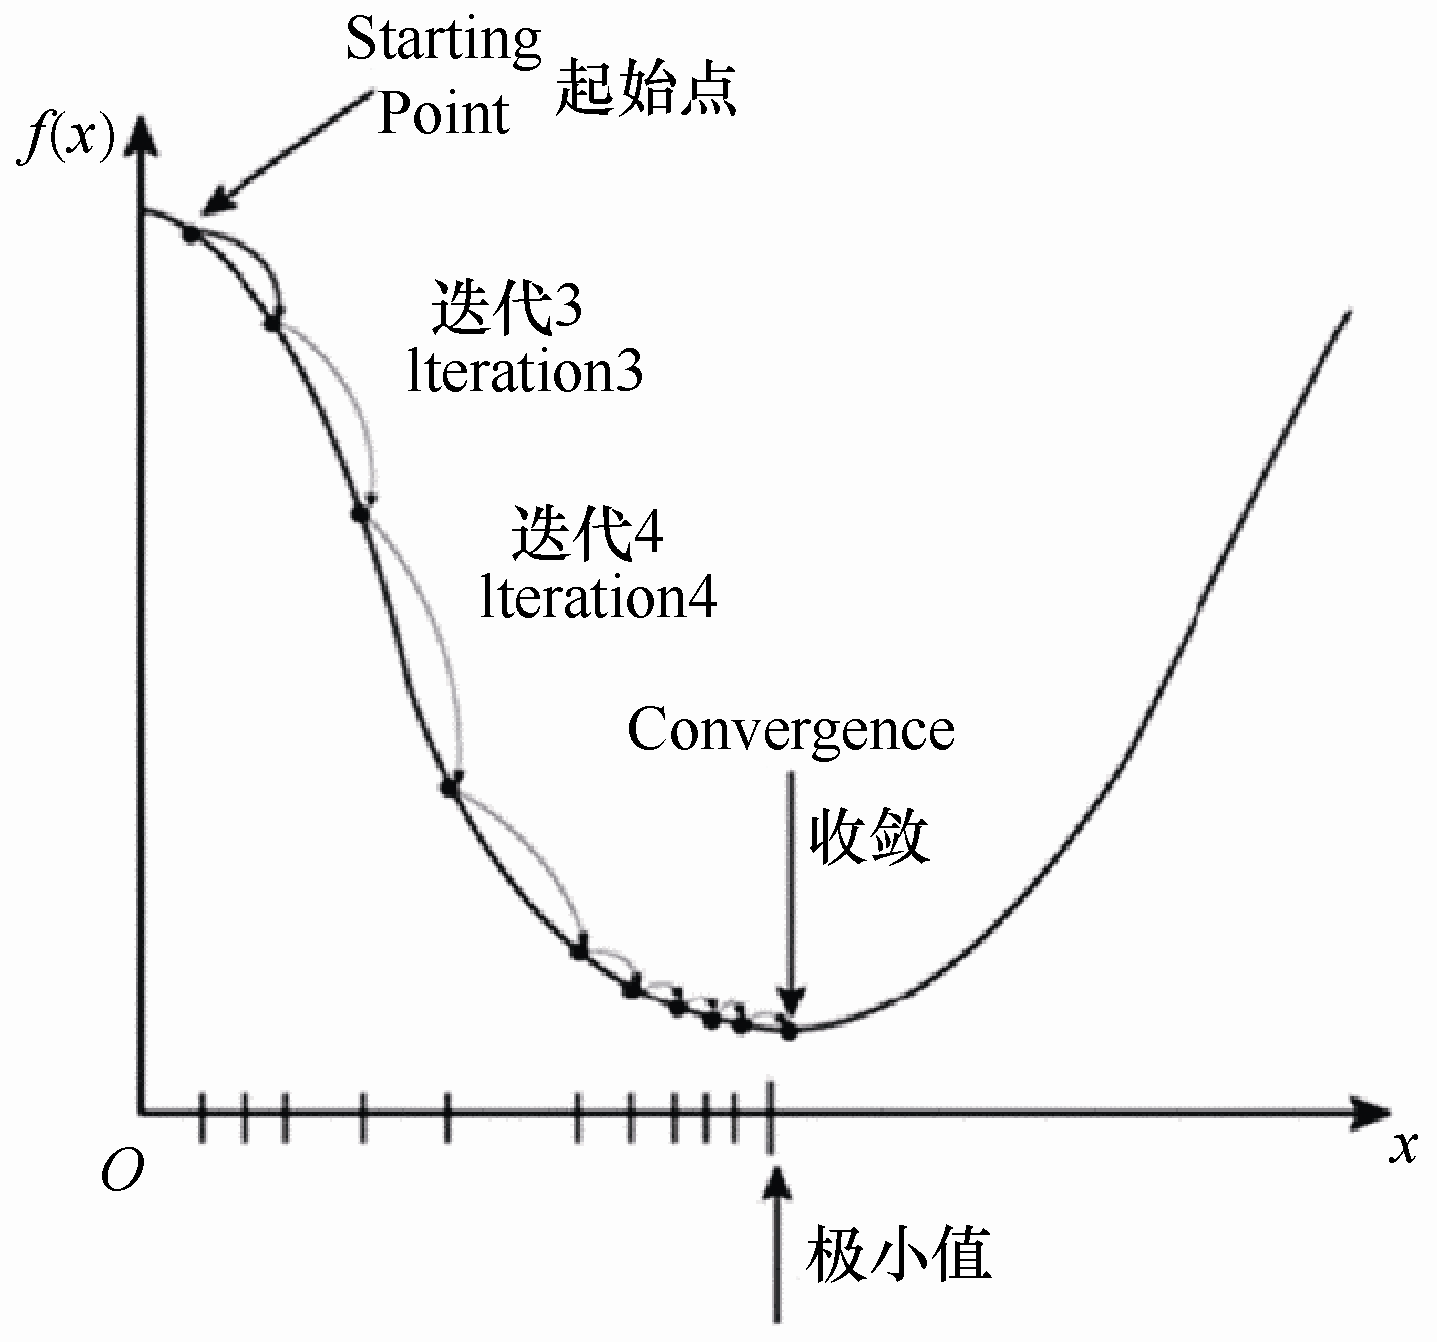 Starting
Point 起始点
f(x)
迭代3
lteration3
迭代4
lteration4
Convergence
收敛
O
x
极小值